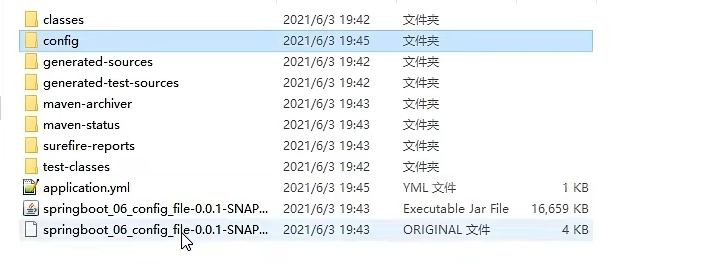 classes 2021/6/3 19:42 文件夹
config 2021/6/3 19:45 文件夹
generated-sources 2021/6/3 19:42 文件夹
generated-test-sources 2021/6/3 19:42 文件夹
maven-archiver 2021/6/3 19:43 文件夹
maven-status 2021/6/3 19:43 文件夹
surefire-reports 2021/6/3 19:43 文件夹
test-classes 2021/6/3 19:42 文件夹
application.yml 2021/6/3 19:45 YML 文件 1 KB
springboot_06_config_file-0.0.1-SNAP... 2021/6/3 19:43 Executable Jar File 16,659 KB
springboot_06_config_file-0.0.1-SNAP... 2021/6/3 19:43 ORIGINAL 文件 4 KB